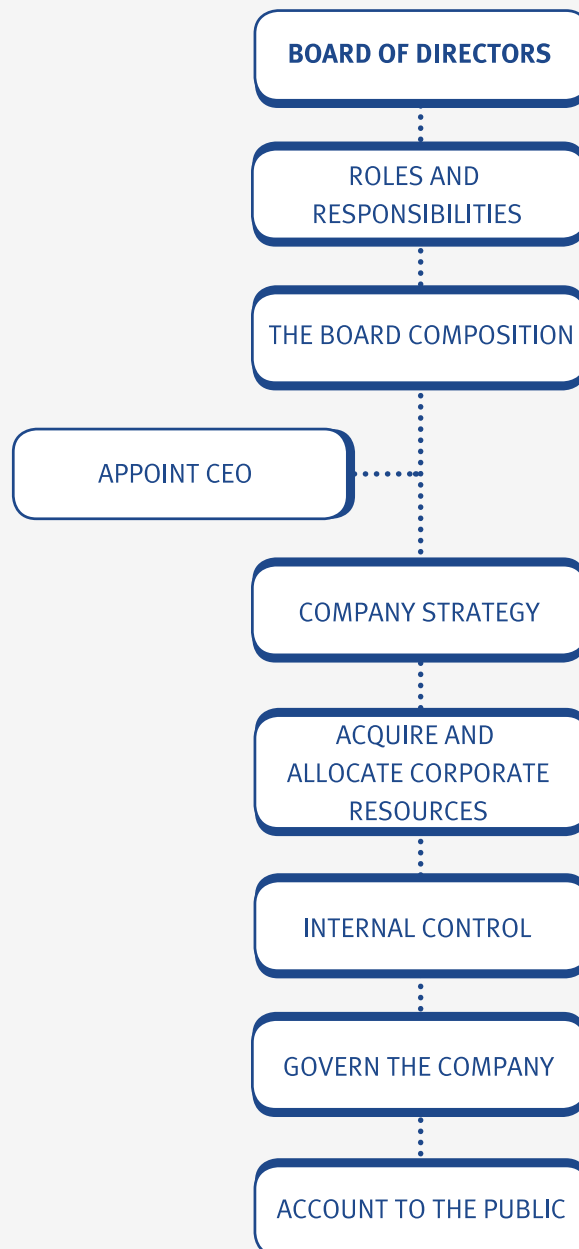 BOARD OF DIRECTORS
ROLES AND
RESPONSIBILITIES
THE BOARD COMPOSITION
APPOINT CEO
COMPANY STRATEGY
ACQUIRE AND
ALLOCATE CORPORATE
RESOURCES
INTERNAL CONTROL
GOVERN THE COMPANY
ACCOUNT TO THE PUBLIC